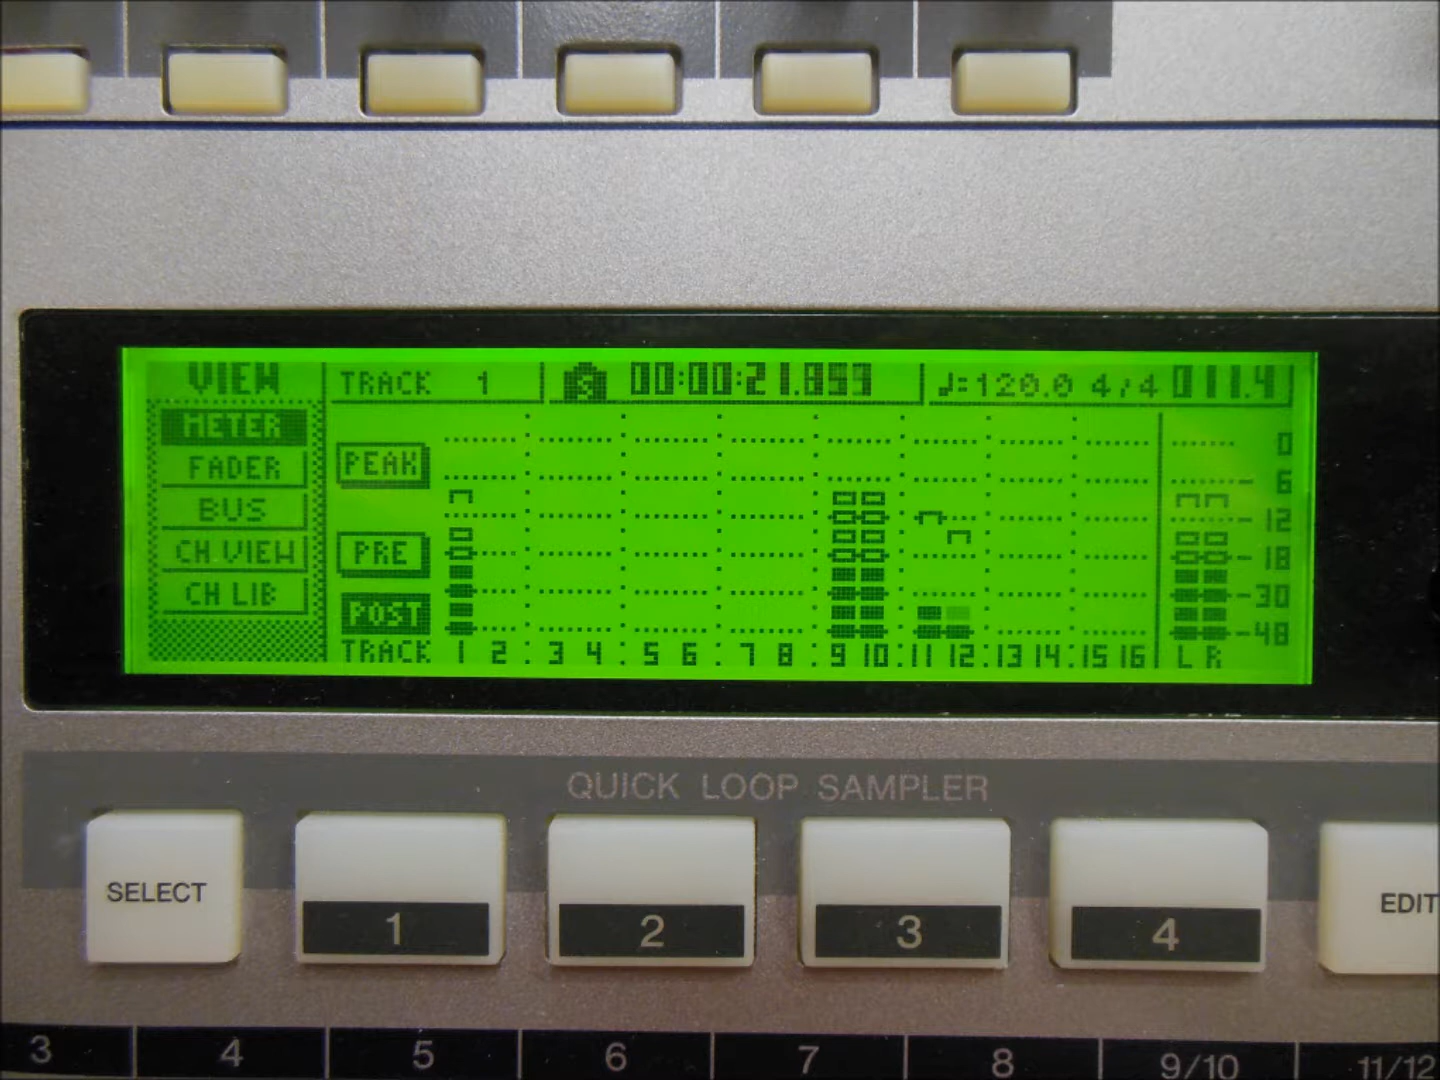 VIEW TRACK 1 S 00:00:21.859 ♩=120.0 4/4 011.4
METER
FADER
BUS
CH VIEW
CH LIB
PEAK
PRE
POST
0
6
12
18
30
48
TRACK 1 2 3 4 5 6 7 8 9 10 11 12 13 14 15 16 L R
QUICK LOOP SAMPLER
SELECT 1 2 3 4 EDIT
3 4 5 6 7 8 9/10 11/12